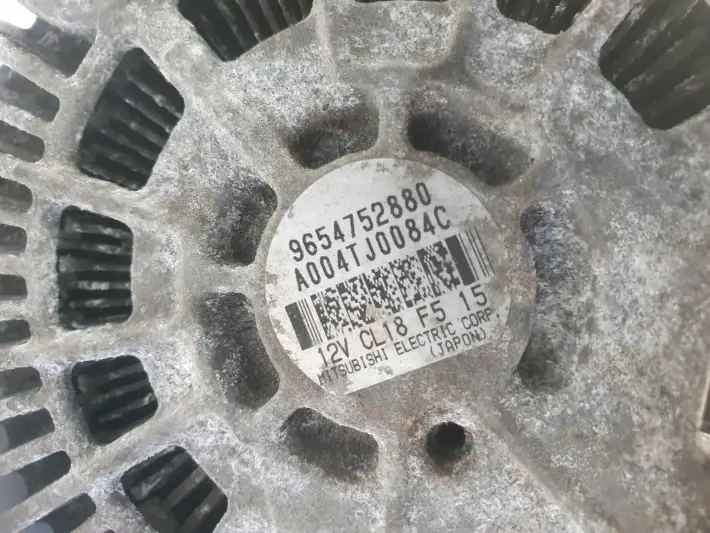 9654752880
A004TJ0084C
12V CL18 F5 15
MITSUBISHI ELECTRIC CORP.
(JAPON)